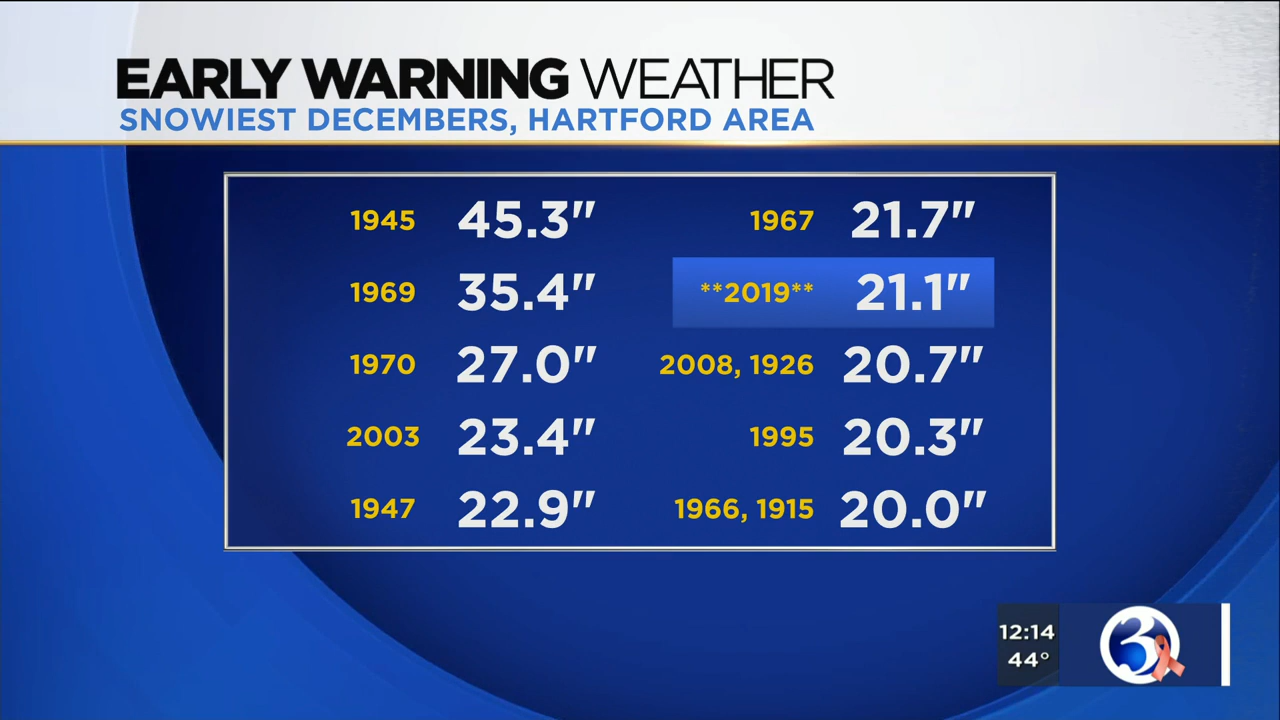 EARLY WARNING WEATHER
SNOWIEST DECEMBERS, HARTFORD AREA
1945 45.3"
1969 35.4"
1970 27.0"
2003 23.4"
1947 22.9"
1967 21.7"
**2019** 21.1"
2008, 1926 20.7"
1995 20.3"
1966, 1915 20.0"
12:14
44°
3